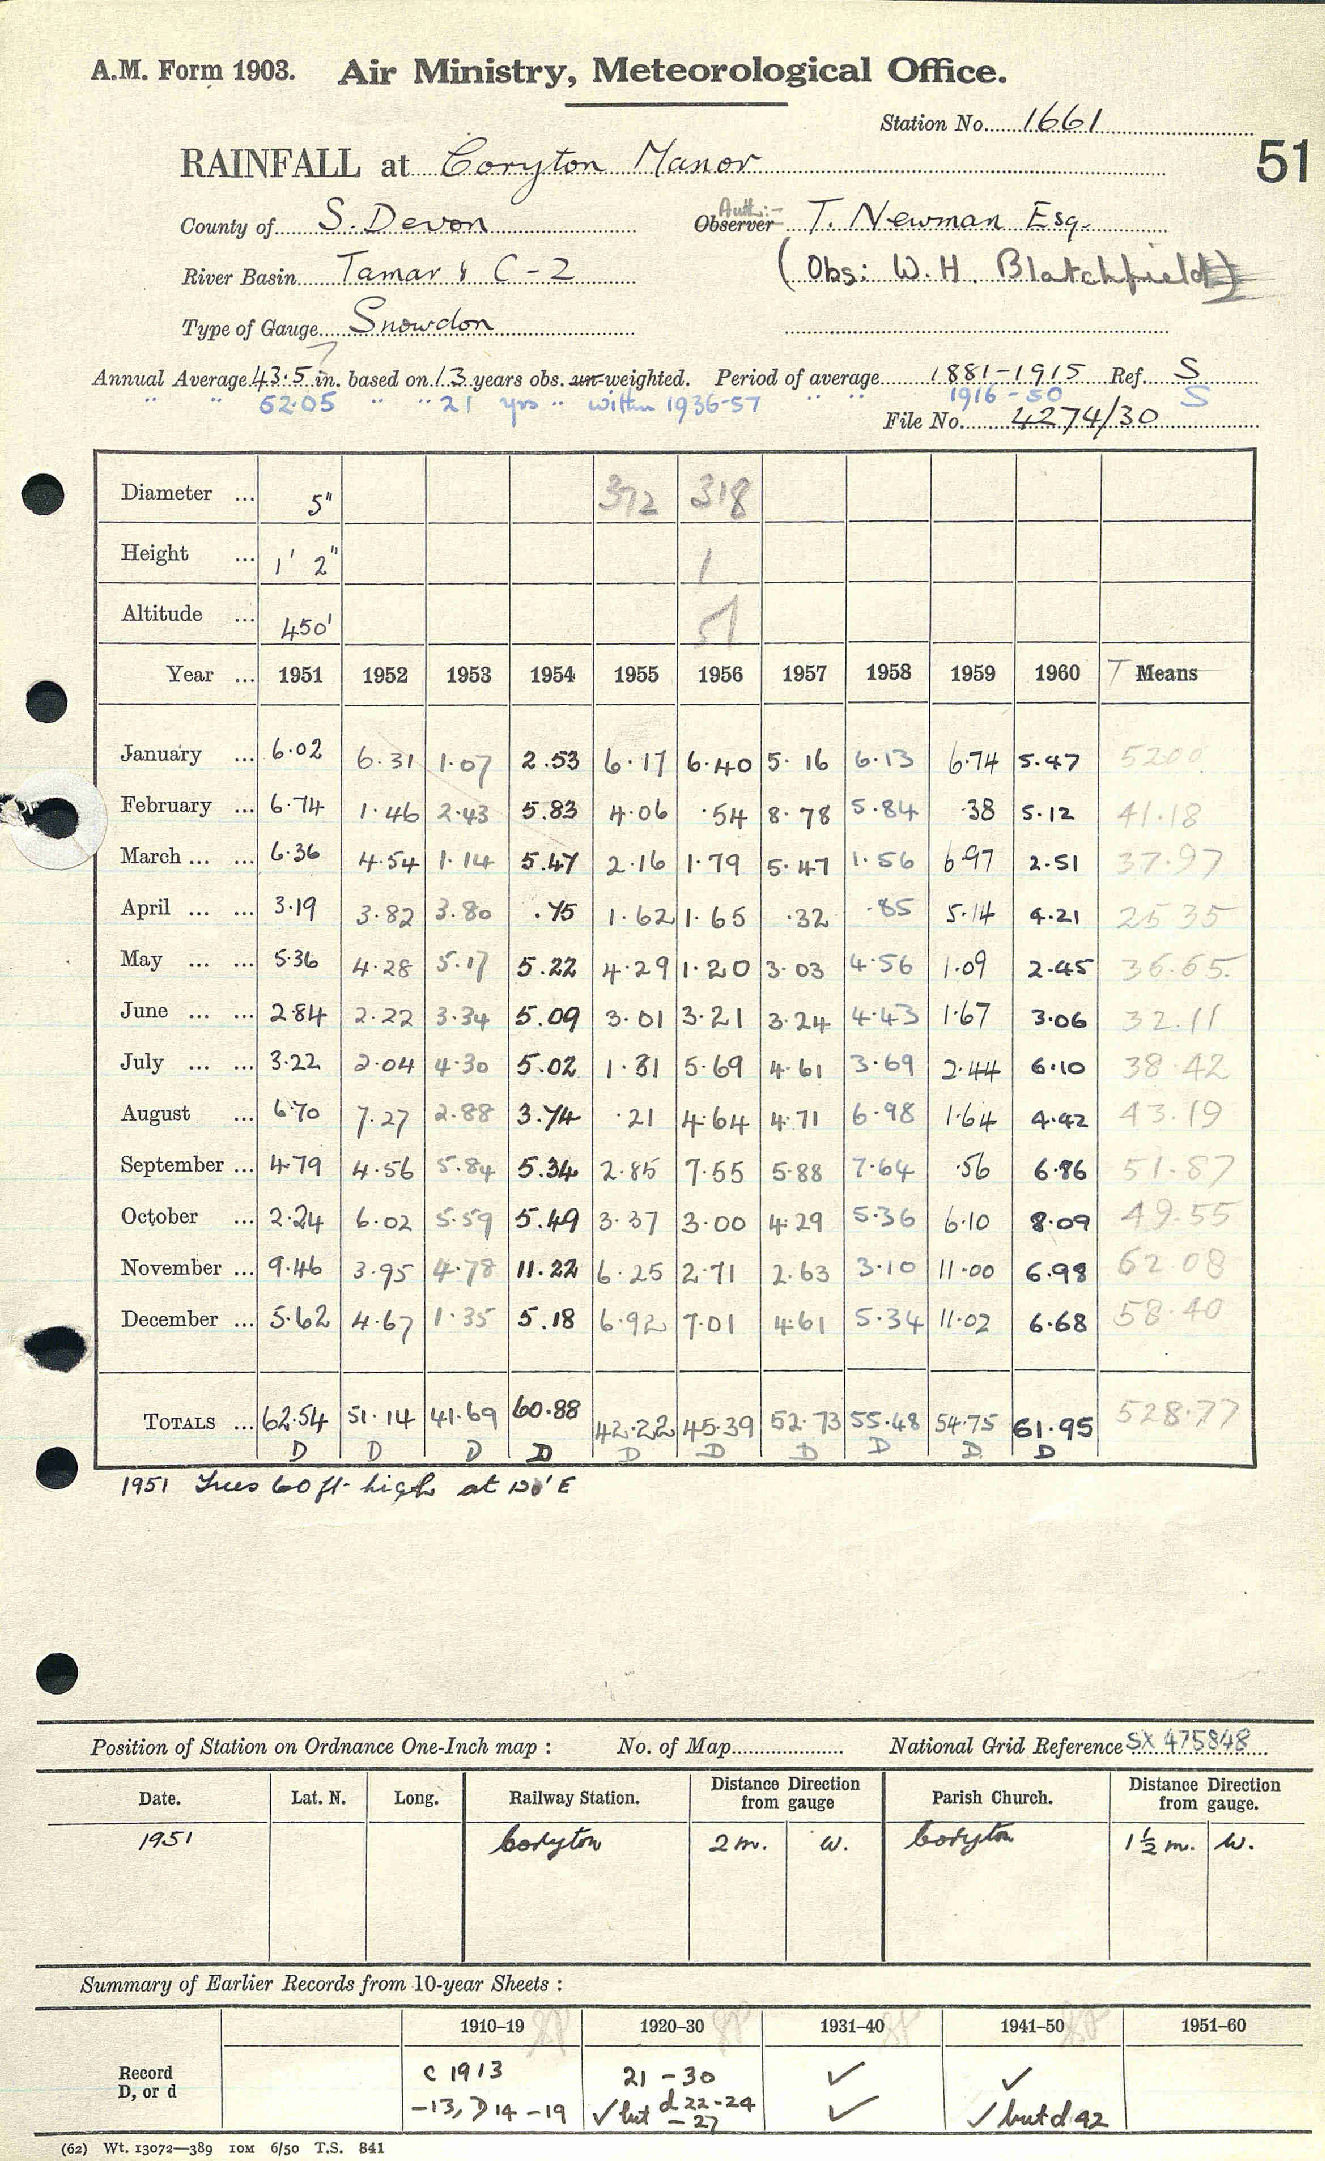 A.M. Form 1903. Air Ministry, Meteorological Office.
Station No. 1661
51
RAINFALL at Coryton Manor
County of S. Devon Auth:- Observer T. Newman Esq.
River Basin Tamar & C-2 (Obs: W.H. Blatchfield)
Type of Gauge Snowdon
Annual Average 43.5 in. based on 13 years obs. un-weighted. Period of average 1881-1915 Ref. S
" " 52.05 " " 21 yrs " within 1936-57 " " 1916-50 S
File No. 4274/30
Diameter ... 5" 372 318
Height ... 1' 2" 1
Altitude ... 450' 51
Year ... 1951 1952 1953 1954 1955 1956 1957 1958 1959 1960 T Means
January ... 6.02 6.31 1.07 2.53 6.17 6.40 5.16 6.13 6.74 5.47 52.00
February ... 6.74 1.46 2.43 5.83 4.06 .54 8.78 5.84 .38 5.12 41.18
March ... ... 6.36 4.54 1.14 5.47 2.16 1.79 5.47 1.56 6.97 2.51 37.97
April ... ... 3.19 3.82 3.80 .75 1.62 1.65 .32 .85 5.14 4.21 25.35
May ... ... 5.36 4.28 5.17 5.22 4.29 1.20 3.03 4.56 1.09 2.45 36.65
June ... ... 2.84 2.22 3.34 5.09 3.01 3.21 3.24 4.43 1.67 3.06 32.11
July ... ... 3.22 2.04 4.30 5.02 1.31 5.69 4.61 3.69 2.44 6.10 38.42
August ... 6.70 7.27 2.88 3.74 .21 4.64 4.71 6.98 1.64 4.42 43.19
September ... 4.79 4.56 5.84 5.34 2.85 7.55 5.88 7.64 .56 6.86 51.87
October ... 2.24 6.02 5.59 5.49 3.37 3.00 4.29 5.36 6.10 8.09 49.55
November ... 9.46 3.95 4.78 11.22 6.25 2.71 2.63 3.10 11.00 6.98 62.08
December ... 5.62 4.67 1.35 5.18 6.92 7.01 4.61 5.34 11.02 6.68 58.40
TOTALS ... 62.54 51.14 41.69 60.88 42.22 45.39 52.73 55.48 54.75 61.95 528.77
D D D D D D D D D D
1951 Trees 60 ft. high at 120' E
Position of Station on Ordnance One-Inch map : No. of Map National Grid Reference SX 475848
Date. Lat. N. Long. Railway Station. Distance Direction from gauge Parish Church. Distance Direction from gauge.
1951 Coryton 2 m. W. Coryton 1½ m. W.
Summary of Earlier Records from 10-year Sheets :
1910-19 1920-30 1931-40 1941-50 1951-60
Record D, or d
c 1913 21-30 ✓ ✓
-13, D 14-19 ✓ but d 22-24 -27 ✓ ✓ but d 42
(62) Wt. 13072—389 10M 6/50 T.S. 841